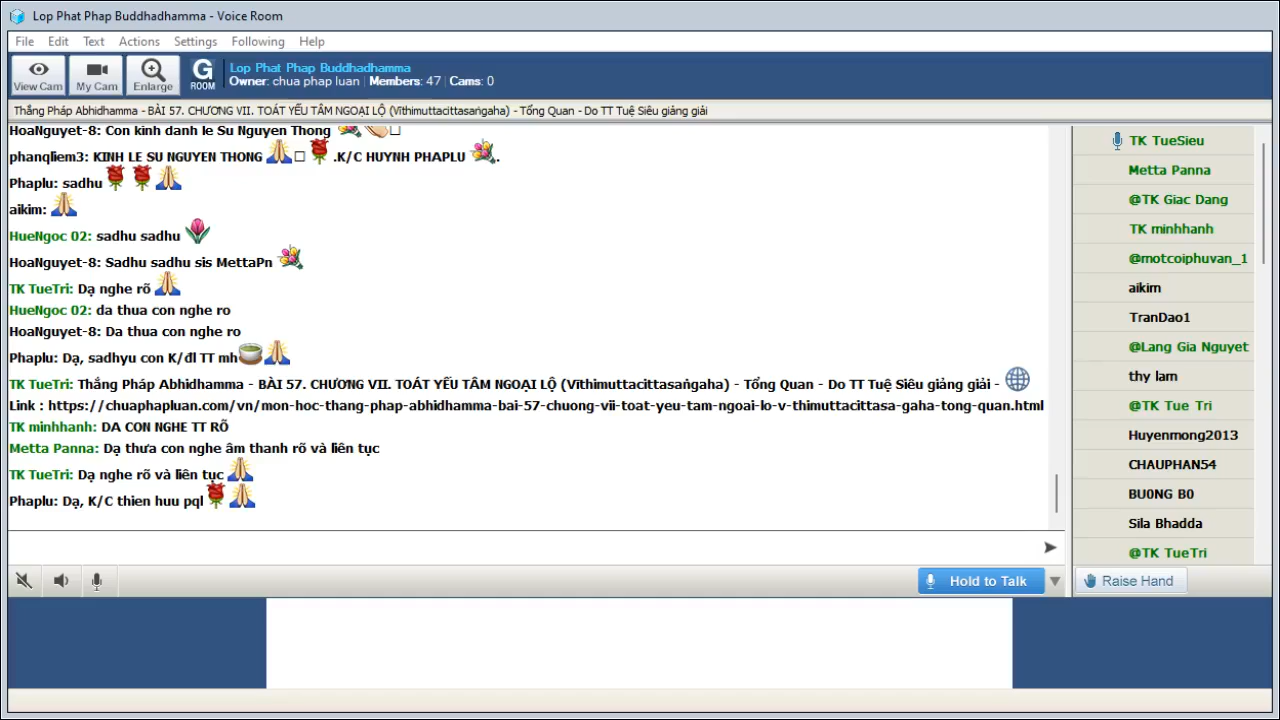 Lop Phat Phap Buddhadhamma - Voice Room
File Edit Text Actions Settings Following Help
View Cam My Cam Enlarge G ROOM
Lop Phat Phap Buddhadhamma
Owner: chua phap luan | Members: 47 | Cams: 0
Thắng Pháp Abhidhamma - BÀI 57. CHƯƠNG VII. TOÁT YẾU TÂM NGOẠI LỘ (Vīthimuttacittasaṅgaha) - Tổng Quan - Do TT Tuệ Siêu giảng giải
HoaNguyet-8: Con kinh danh le Su Nguyen Thong
phanqliem3: KINH LE SU NGUYEN THONG .K/C HUYNH PHAPLU .
Phaplu: sadhu
aikim:
HueNgoc 02: sadhu sadhu
HoaNguyet-8: Sadhu sadhu sis MettaPn
TK TueTri: Dạ nghe rõ
HueNgoc 02: da thua con nghe ro
HoaNguyet-8: Da thua con nghe ro
Phaplu: Dạ, sadhyu con K/đl TT mh
TK TueTri: Thắng Pháp Abhidhamma - BÀI 57. CHƯƠNG VII. TOÁT YẾU TÂM NGOẠI LỘ (Vīthimuttacittasaṅgaha) - Tổng Quan - Do TT Tuệ Siêu giảng giải -
Link : https://chuaphapluan.com/vn/mon-hoc-thang-phap-abhidhamma-bai-57-chuong-vii-toat-yeu-tam-ngoai-lo-v-thimuttacittasa-gaha-tong-quan.html
TK minhhanh: DA CON NGHE TT RÕ
Metta Panna: Dạ thưa con nghe âm thanh rõ và liên tục
TK TueTri: Dạ nghe rõ và liên tục
Phaplu: Dạ, K/C thien huu pql
Hold to Talk
TK TueSieu
Metta Panna
@TK Giac Dang
TK minhhanh
@motcoiphuvan_1
aikim
TranDao1
@Lang Gia Nguyet
thy lam
@TK Tue Tri
Huyenmong2013
CHAUPHAN54
BU0NG B0
Sila Bhadda
@TK TueTri
Raise Hand